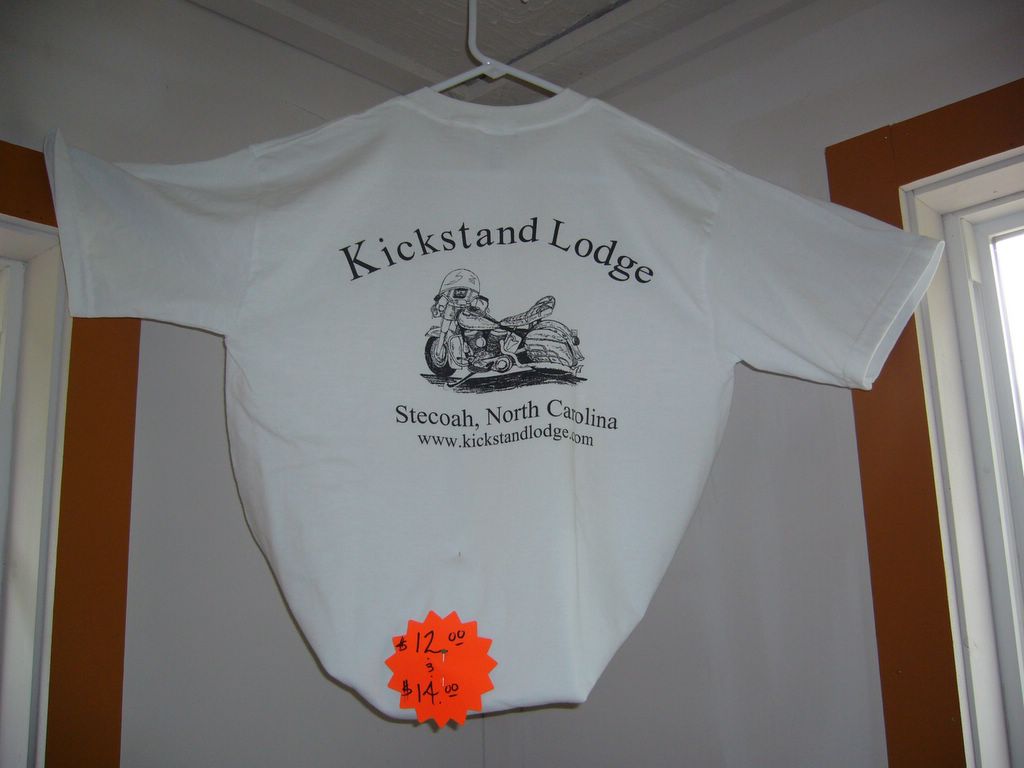 Kickstand Lodge
Stecoah, North Carolina
www.kickstandlodge.com
$12.00
&
$14.00